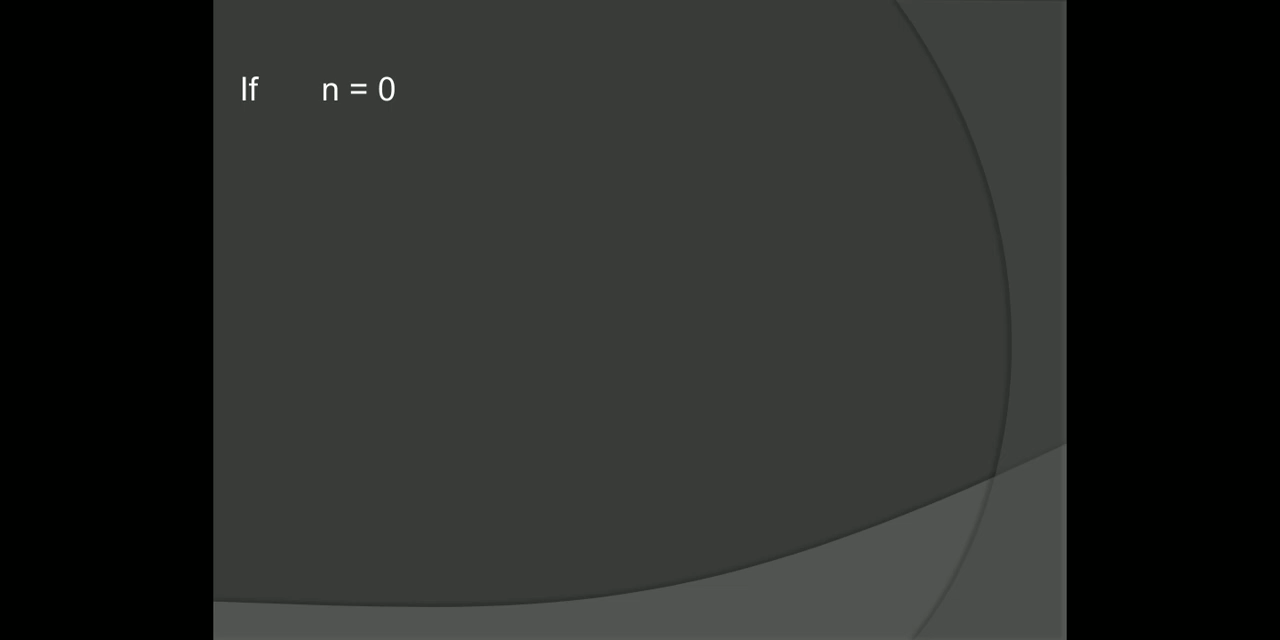 If n = 0